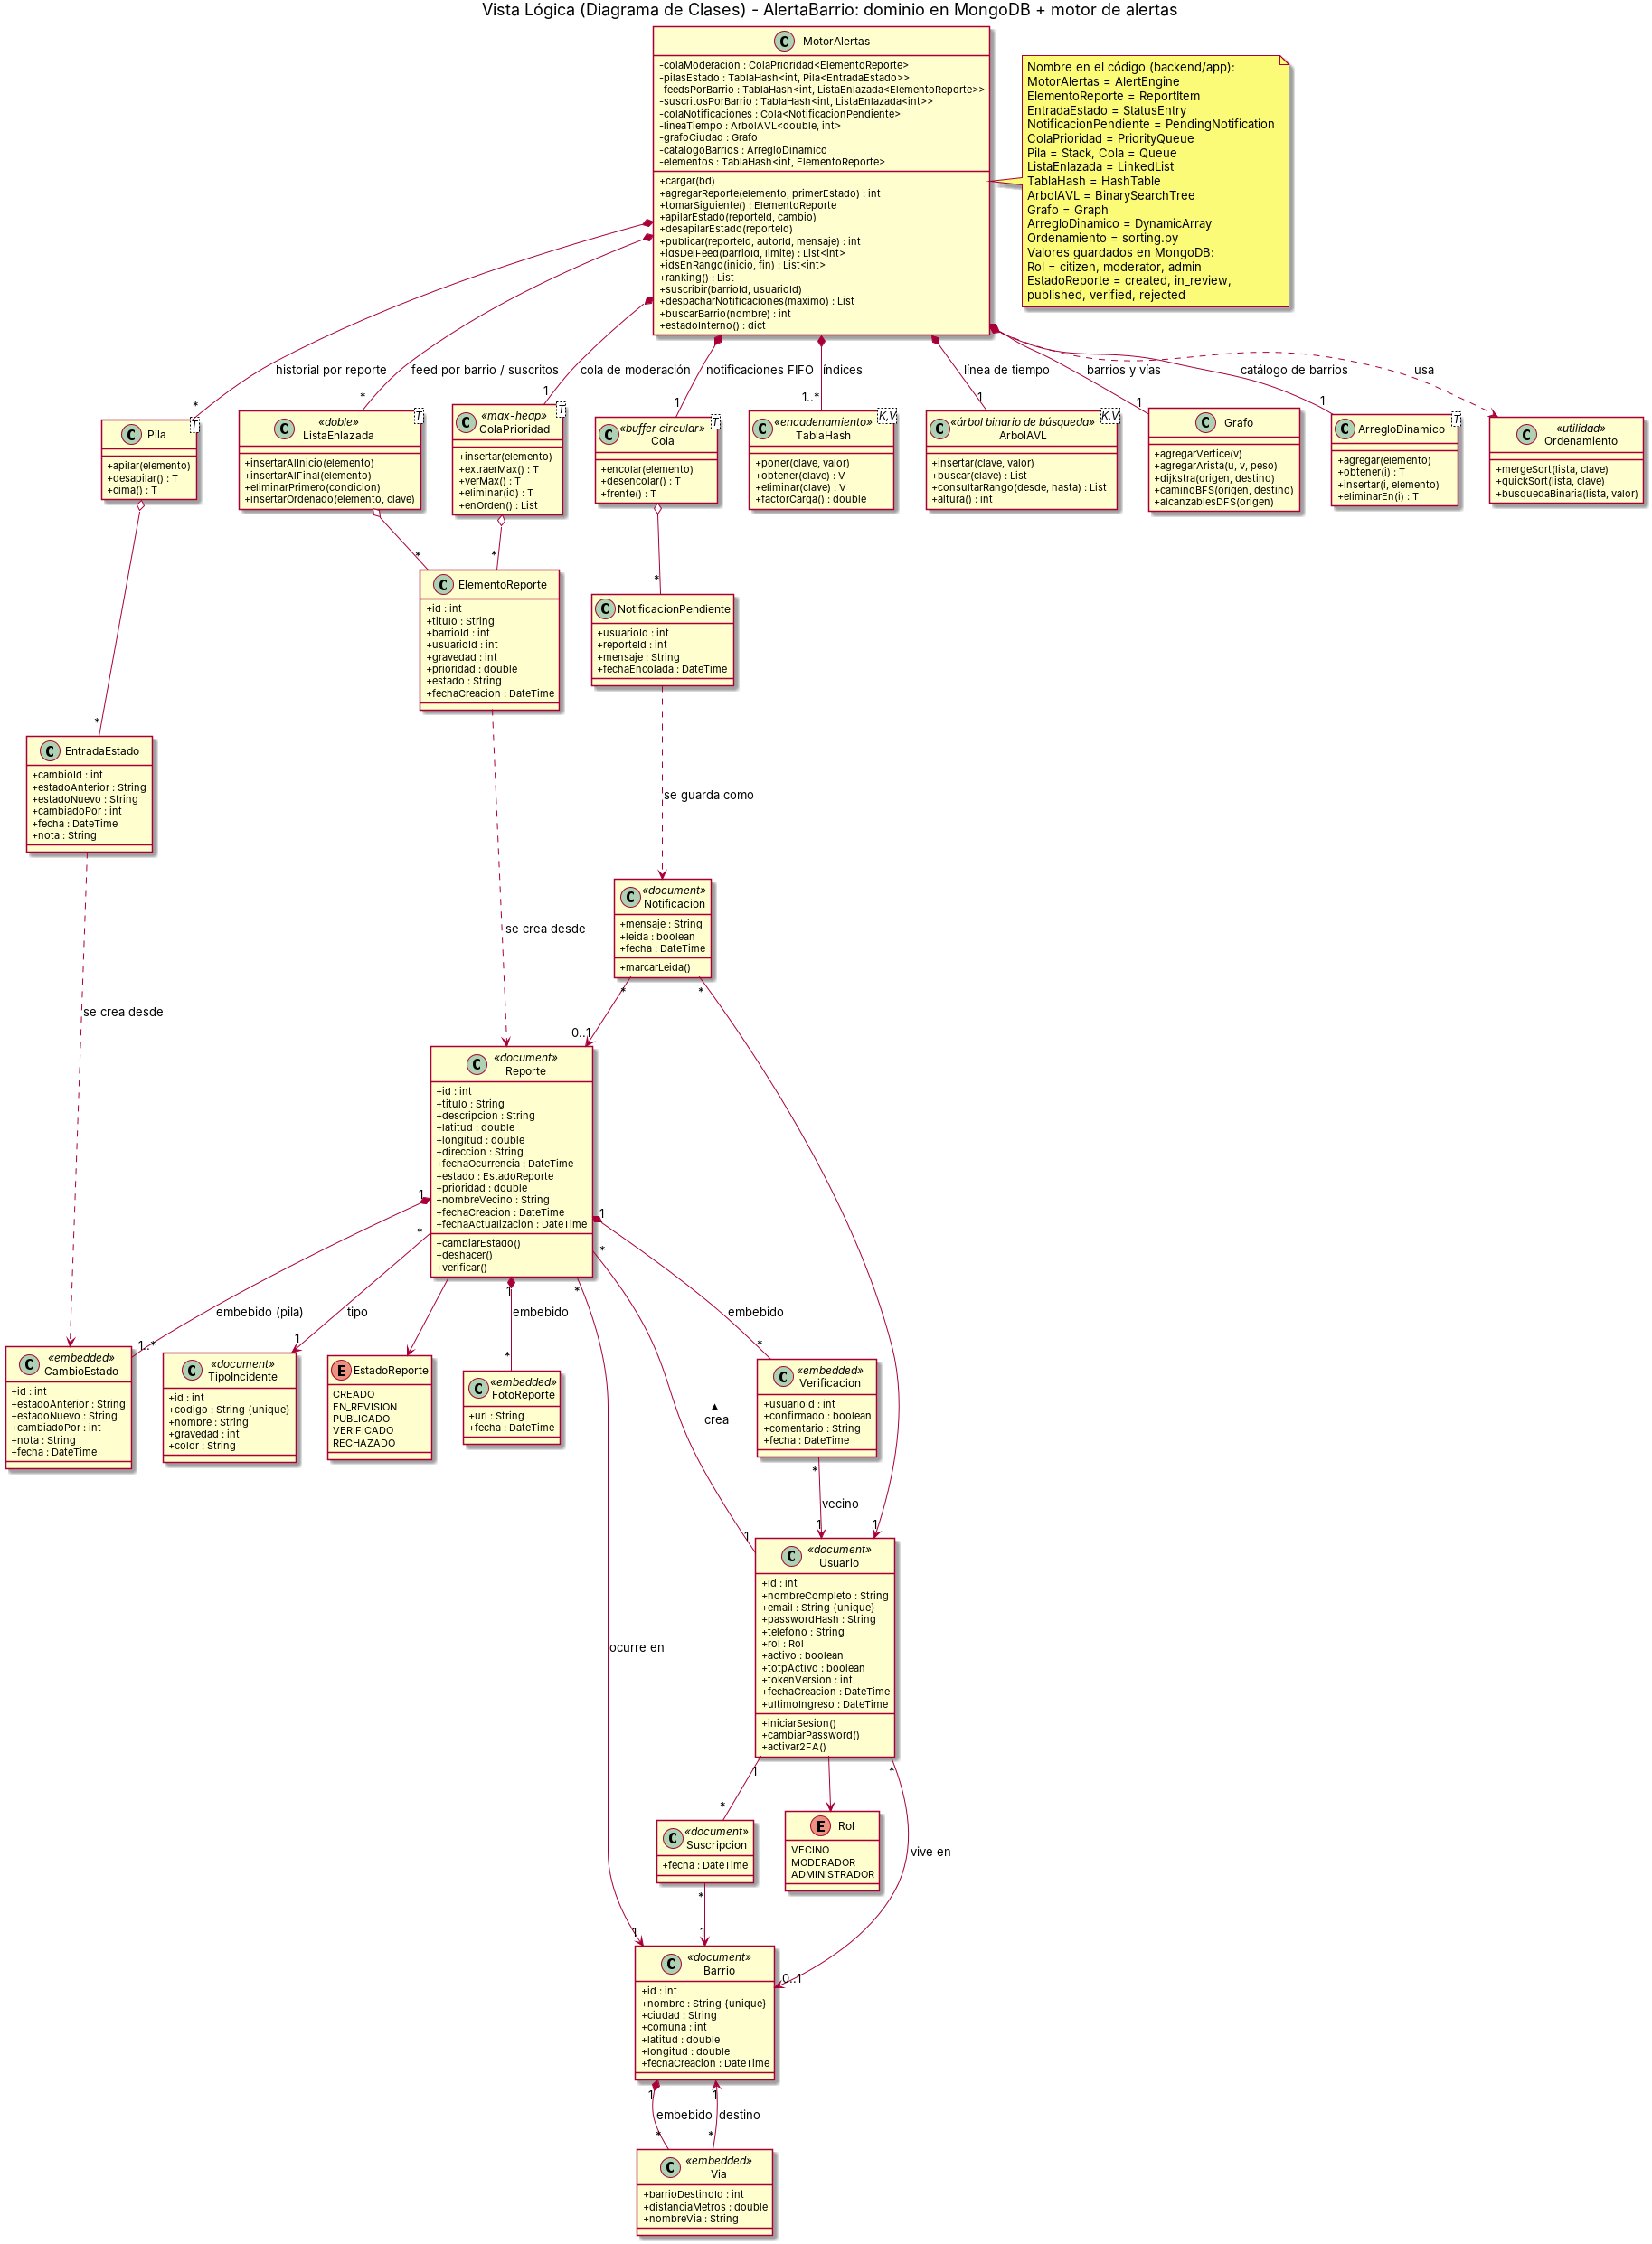 Vista Lógica (Diagrama de Clases) - AlertaBarrio: dominio en MongoDB + motor de alertas
C MotorAlertas
-colaModeracion : ColaPrioridad<ElementoReporte>
-pilasEstado : TablaHash<int, Pila<EntradaEstado>>
-feedsPorBarrio : TablaHash<int, ListaEnlazada<ElementoReporte>>
-suscritosPorBarrio : TablaHash<int, ListaEnlazada<int>>
-colaNotificaciones : Cola<NotificacionPendiente>
-lineaTiempo : ArbolAVL<double, int>
-grafoCiudad : Grafo
-catalogoBarrios : ArregloDinamico
-elementos : TablaHash<int, ElementoReporte>
+cargar(bd)
+agregarReporte(elemento, primerEstado) : int
+tomarSiguiente() : ElementoReporte
+apilarEstado(reporteId, cambio)
+desapilarEstado(reporteId)
+publicar(reporteId, autorId, mensaje) : int
+idsDelFeed(barrioId, limite) : List<int>
+idsEnRango(inicio, fin) : List<int>
+ranking() : List
+suscribir(barrioId, usuarioId)
+despacharNotificaciones(maximo) : List
+buscarBarrio(nombre) : int
+estadoInterno() : dict
Nombre en el código (backend/app):
MotorAlertas = AlertEngine
ElementoReporte = ReportItem
EntradaEstado = StatusEntry
NotificacionPendiente = PendingNotification
ColaPrioridad = PriorityQueue
Pila = Stack, Cola = Queue
ListaEnlazada = LinkedList
TablaHash = HashTable
ArbolAVL = BinarySearchTree
Grafo = Graph
ArregloDinamico = DynamicArray
Ordenamiento = sorting.py
Valores guardados en MongoDB:
Rol = citizen, moderator, admin
EstadoReporte = created, in_review,
published, verified, rejected
historial por reporte
*
feed por barrio / suscritos
*
cola de moderación
1
notificaciones FIFO
1
índices
1..*
línea de tiempo
1
barrios y vías
1
catálogo de barrios
1
usa
C Pila
T
+apilar(elemento)
+desapilar() : T
+cima() : T
C «doble»
ListaEnlazada
T
+insertarAlInicio(elemento)
+insertarAlFinal(elemento)
+eliminarPrimero(condicion)
+insertarOrdenado(elemento, clave)
C «max-heap»
ColaPrioridad
T
+insertar(elemento)
+extraerMax() : T
+verMax() : T
+eliminar(id) : T
+enOrden() : List
C «buffer circular»
Cola
T
+encolar(elemento)
+desencolar() : T
+frente() : T
C «encadenamiento»
TablaHash
K,V
+poner(clave, valor)
+obtener(clave) : V
+eliminar(clave) : V
+factorCarga() : double
C «árbol binario de búsqueda»
ArbolAVL
K,V
+insertar(clave, valor)
+buscar(clave) : List
+consultarRango(desde, hasta) : List
+altura() : int
C Grafo
+agregarVertice(v)
+agregarArista(u, v, peso)
+dijkstra(origen, destino)
+caminoBFS(origen, destino)
+alcanzablesDFS(origen)
C ArregloDinamico
T
+agregar(elemento)
+obtener(i) : T
+insertar(i, elemento)
+eliminarEn(i) : T
C «utilidad»
Ordenamiento
+mergeSort(lista, clave)
+quickSort(lista, clave)
+busquedaBinaria(lista, valor)
*
*
*
*
C ElementoReporte
+id : int
+titulo : String
+barrioId : int
+usuarioId : int
+gravedad : int
+prioridad : double
+estado : String
+fechaCreacion : DateTime
C NotificacionPendiente
+usuarioId : int
+reporteId : int
+mensaje : String
+fechaEncolada : DateTime
C EntradaEstado
+cambioId : int
+estadoAnterior : String
+estadoNuevo : String
+cambiadoPor : int
+fecha : DateTime
+nota : String
se guarda como
C «document»
Notificacion
+mensaje : String
+leida : boolean
+fecha : DateTime
+marcarLeida()
se crea desde
se crea desde
*
*
0..1
C «document»
Reporte
+id : int
+titulo : String
+descripcion : String
+latitud : double
+longitud : double
+direccion : String
+fechaOcurrencia : DateTime
+estado : EstadoReporte
+prioridad : double
+nombreVecino : String
+fechaCreacion : DateTime
+fechaActualizacion : DateTime
+cambiarEstado()
+deshacer()
+verificar()
1
*
1
*
1
*
embebido (pila)
tipo
embebido
embebido
1..*
1
*
*
C «embedded»
CambioEstado
+id : int
+estadoAnterior : String
+estadoNuevo : String
+cambiadoPor : int
+nota : String
+fecha : DateTime
C «document»
TipoIncidente
+id : int
+codigo : String {unique}
+nombre : String
+gravedad : int
+color : String
E EstadoReporte
CREADO
EN_REVISION
PUBLICADO
VERIFICADO
RECHAZADO
C «embedded»
FotoReporte
+url : String
+fecha : DateTime
▲
crea
C «embedded»
Verificacion
+usuarioId : int
+confirmado : boolean
+comentario : String
+fecha : DateTime
*
vecino
1
1
1
C «document»
Usuario
+id : int
+nombreCompleto : String
+email : String {unique}
+passwordHash : String
+telefono : String
+rol : Rol
+activo : boolean
+totpActivo : boolean
+tokenVersion : int
+fechaCreacion : DateTime
+ultimoIngreso : DateTime
+iniciarSesion()
+cambiarPassword()
+activar2FA()
ocurre en
1
*
*
C «document»
Suscripcion
+fecha : DateTime
E Rol
VECINO
MODERADOR
ADMINISTRADOR
vive en
*
1
1
0..1
C «document»
Barrio
+id : int
+nombre : String {unique}
+ciudad : String
+comuna : int
+latitud : double
+longitud : double
+fechaCreacion : DateTime
1
1
embebido
destino
*
*
C «embedded»
Via
+barrioDestinoId : int
+distanciaMetros : double
+nombreVia : String